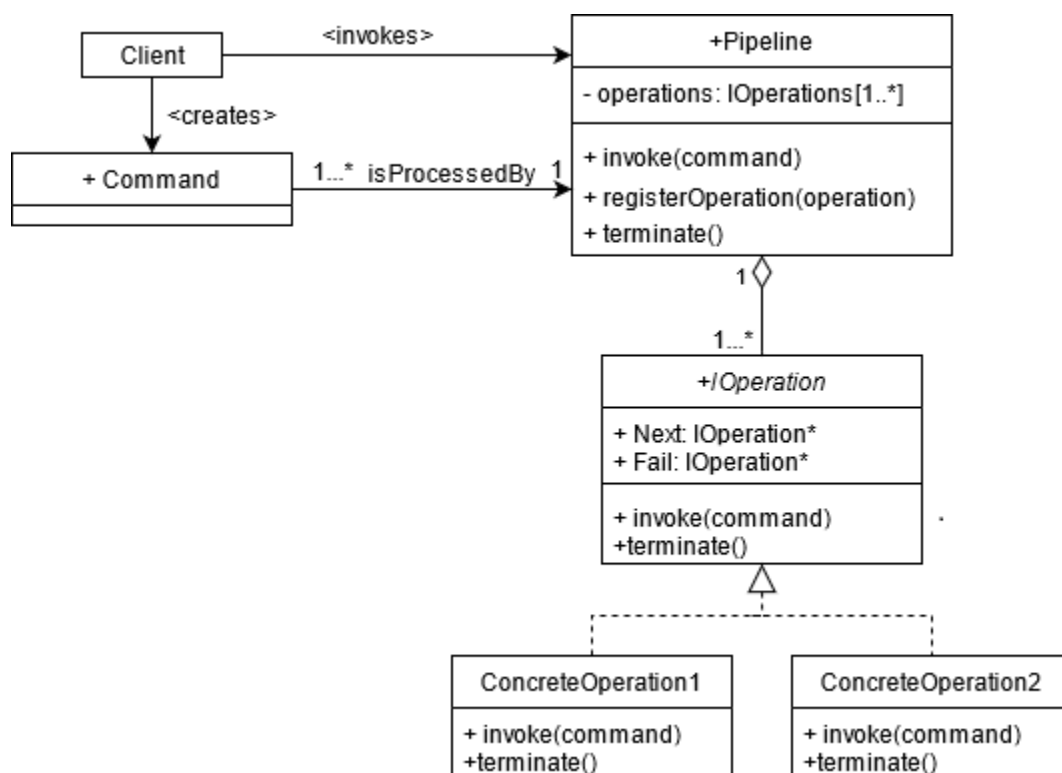 <invokes>
Client
+Pipeline
- operations: IOperations[1..*]
<creates>
+ Command
1...* isProcessedBy 1
+ invoke(command)
+ registerOperation(operation)
+ terminate()
1
1...*
+IOperation
+ Next: IOperation*
+ Fail: IOperation*
+ invoke(command)
+terminate()
ConcreteOperation1
+ invoke(command)
+terminate()
ConcreteOperation2
+ invoke(command)
+terminate()